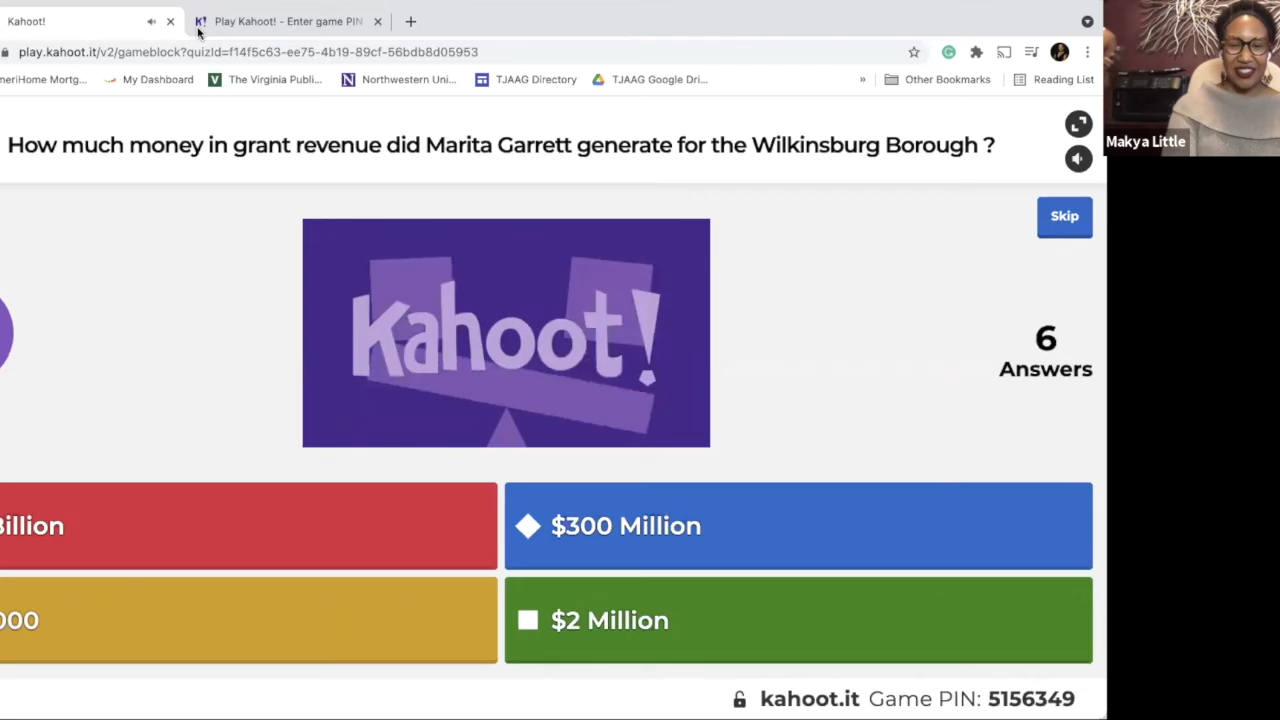 Kahoot!
Play Kahoot! - Enter game PIN
play.kahoot.it/v2/gameblock?quizId=f14f5c63-ee75-4b19-89cf-56bdb8d05953
meriHome Mortg...
My Dashboard
The Virginia Publi...
Northwestern Uni...
TJAAG Directory
TJAAG Google Dri...
»
Other Bookmarks
Reading List
How much money in grant revenue did Marita Garrett generate for the Wilkinsburg Borough ?
Makya Little
Skip
Kahoot!
6
Answers
Billion
$300 Million
000
$2 Million
kahoot.it Game PIN: 5156349